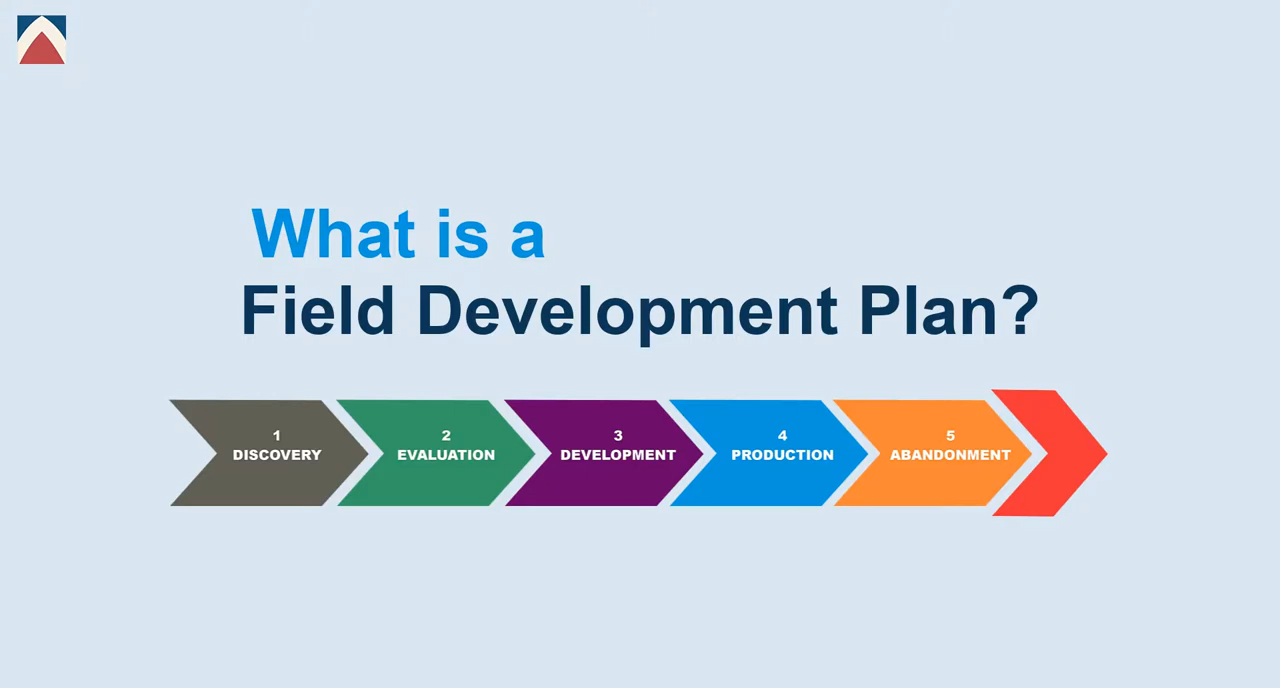 What is a
Field Development Plan?
1
DISCOVERY
2
EVALUATION
3
DEVELOPMENT
4
PRODUCTION
5
ABANDONMENT